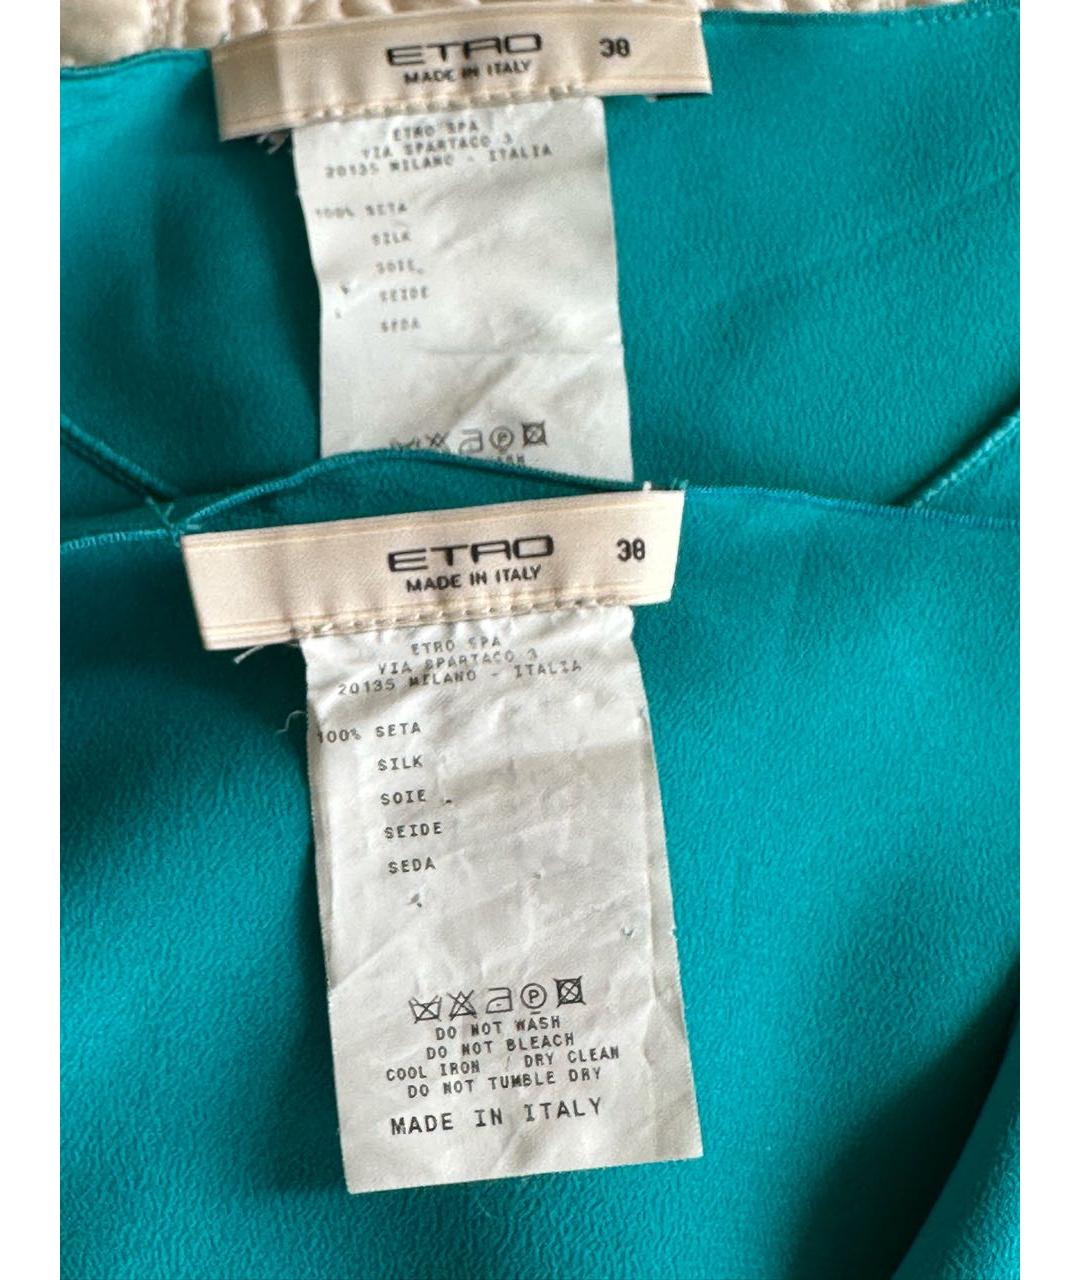 ETRO 38
MADE IN ITALY
ETRO SPA
VIA SPARTACO 3
20135 MILANO - ITALIA
100% SETA
SILK
SOIE
SEIDE
SEDA
P
ETRO 38
MADE IN ITALY
ETRO SPA
VIA SPARTACO 3
20135 MILANO - ITALIA
100% SETA
SILK
SOIE
SEIDE
SEDA
P
DO NOT WASH
DO NOT BLEACH
COOL IRON / DRY CLEAN
DO NOT TUMBLE DRY
MADE IN ITALY